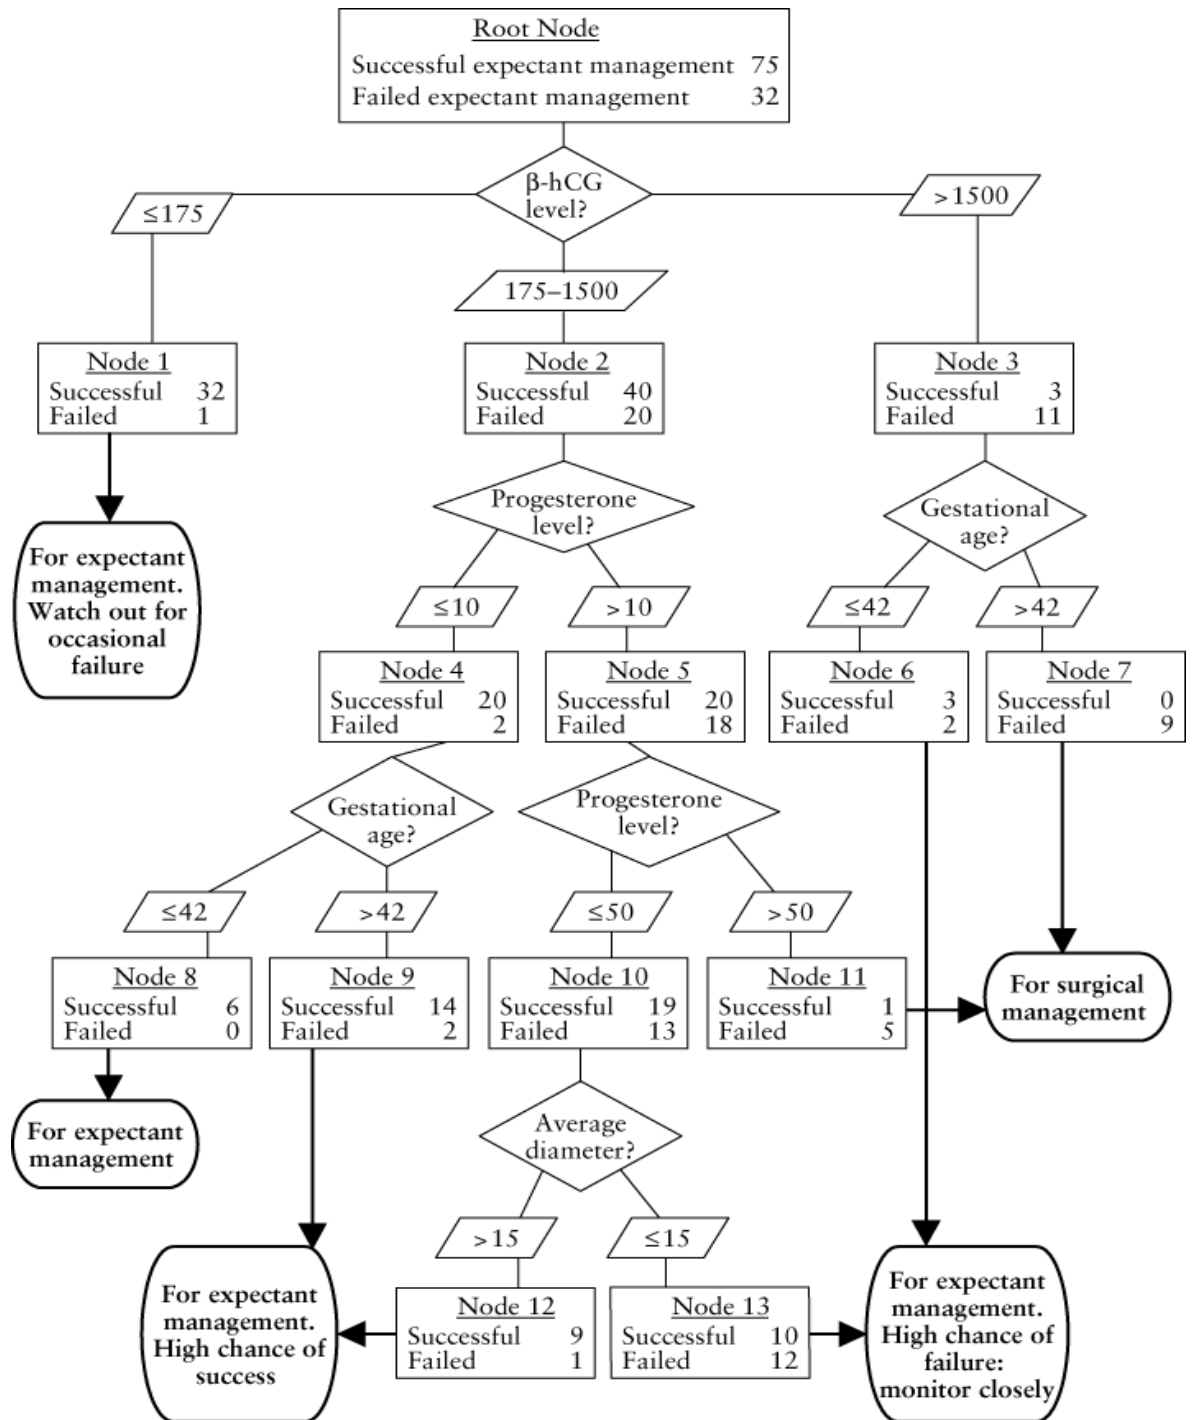 Root Node
Successful expectant management 75
Failed expectant management 32
β-hCG
level?
≤175
>1500
175–1500
Node 1
Successful 32
Failed 1
Node 2
Successful 40
Failed 20
Node 3
Successful 3
Failed 11
Progesterone
level?
Gestational
age?
For expectant
management.
Watch out for
occasional
failure
≤10
>10
≤42
>42
Node 4
Successful 20
Failed 2
Node 5
Successful 20
Failed 18
Node 6
Successful 3
Failed 2
Node 7
Successful 0
Failed 9
Gestational
age?
Progesterone
level?
≤42
>42
≤50
>50
Node 8
Successful 6
Failed 0
Node 9
Successful 14
Failed 2
Node 10
Successful 19
Failed 13
Node 11
Successful 1
Failed 5
For surgical
management
For expectant
management
Average
diameter?
>15
≤15
For expectant
management.
High chance of
success
Node 12
Successful 9
Failed 1
Node 13
Successful 10
Failed 12
For expectant
management.
High chance of
failure:
monitor closely